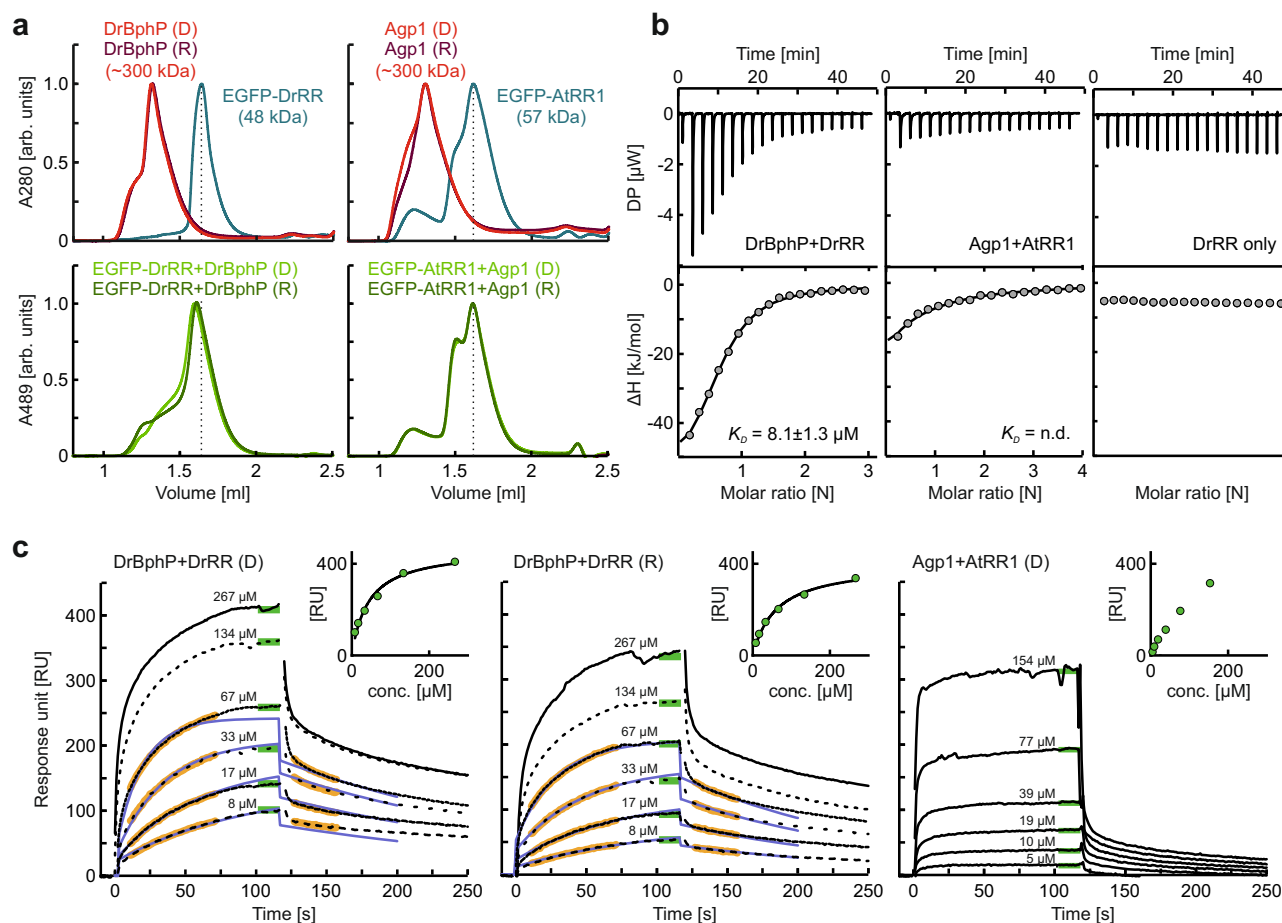 a
DrBphP (D)
DrBphP (R)
(~300 kDa)
EGFP-DrRR
(48 kDa)
Agp1 (D)
Agp1 (R)
(~300 kDa)
EGFP-AtRR1
(57 kDa)
A280 [arb. units]
1.0
0.5
0
EGFP-DrRR+DrBphP (D)
EGFP-DrRR+DrBphP (R)
EGFP-AtRR1+Agp1 (D)
EGFP-AtRR1+Agp1 (R)
A489 [arb. units]
1.0
0.5
0
1 1.5 2 2.5
1 1.5 2 2.5
Volume [ml]
Volume [ml]
b
Time [min]
Time [min]
Time [min]
0 20 40
0 20 40
0 20 40
DP [µW]
0
-2
-4
DrBphP+DrRR
Agp1+AtRR1
DrRR only
ΔH [kJ/mol]
0
-20
-40
K_D = 8.1±1.3 µM
K_D = n.d.
0 1 2 3
0 1 2 3 4
Molar ratio [N]
Molar ratio [N]
Molar ratio [N]
c
DrBphP+DrRR (D)
Response unit [RU]
400
350
300
250
200
150
100
50
0
267 µM
134 µM
67 µM
33 µM
17 µM
8 µM
[RU]
400
0
0 200
conc. [µM]
0 50 100 150 200 250
Time [s]
DrBphP+DrRR (R)
267 µM
134 µM
67 µM
33 µM
17 µM
8 µM
[RU]
400
0
0 200
conc. [µM]
0 50 100 150 200 250
Time [s]
Agp1+AtRR1 (D)
154 µM
77 µM
39 µM
19 µM
10 µM
5 µM
[RU]
400
0
0 200
conc. [µM]
0 50 100 150 200 250
Time [s]